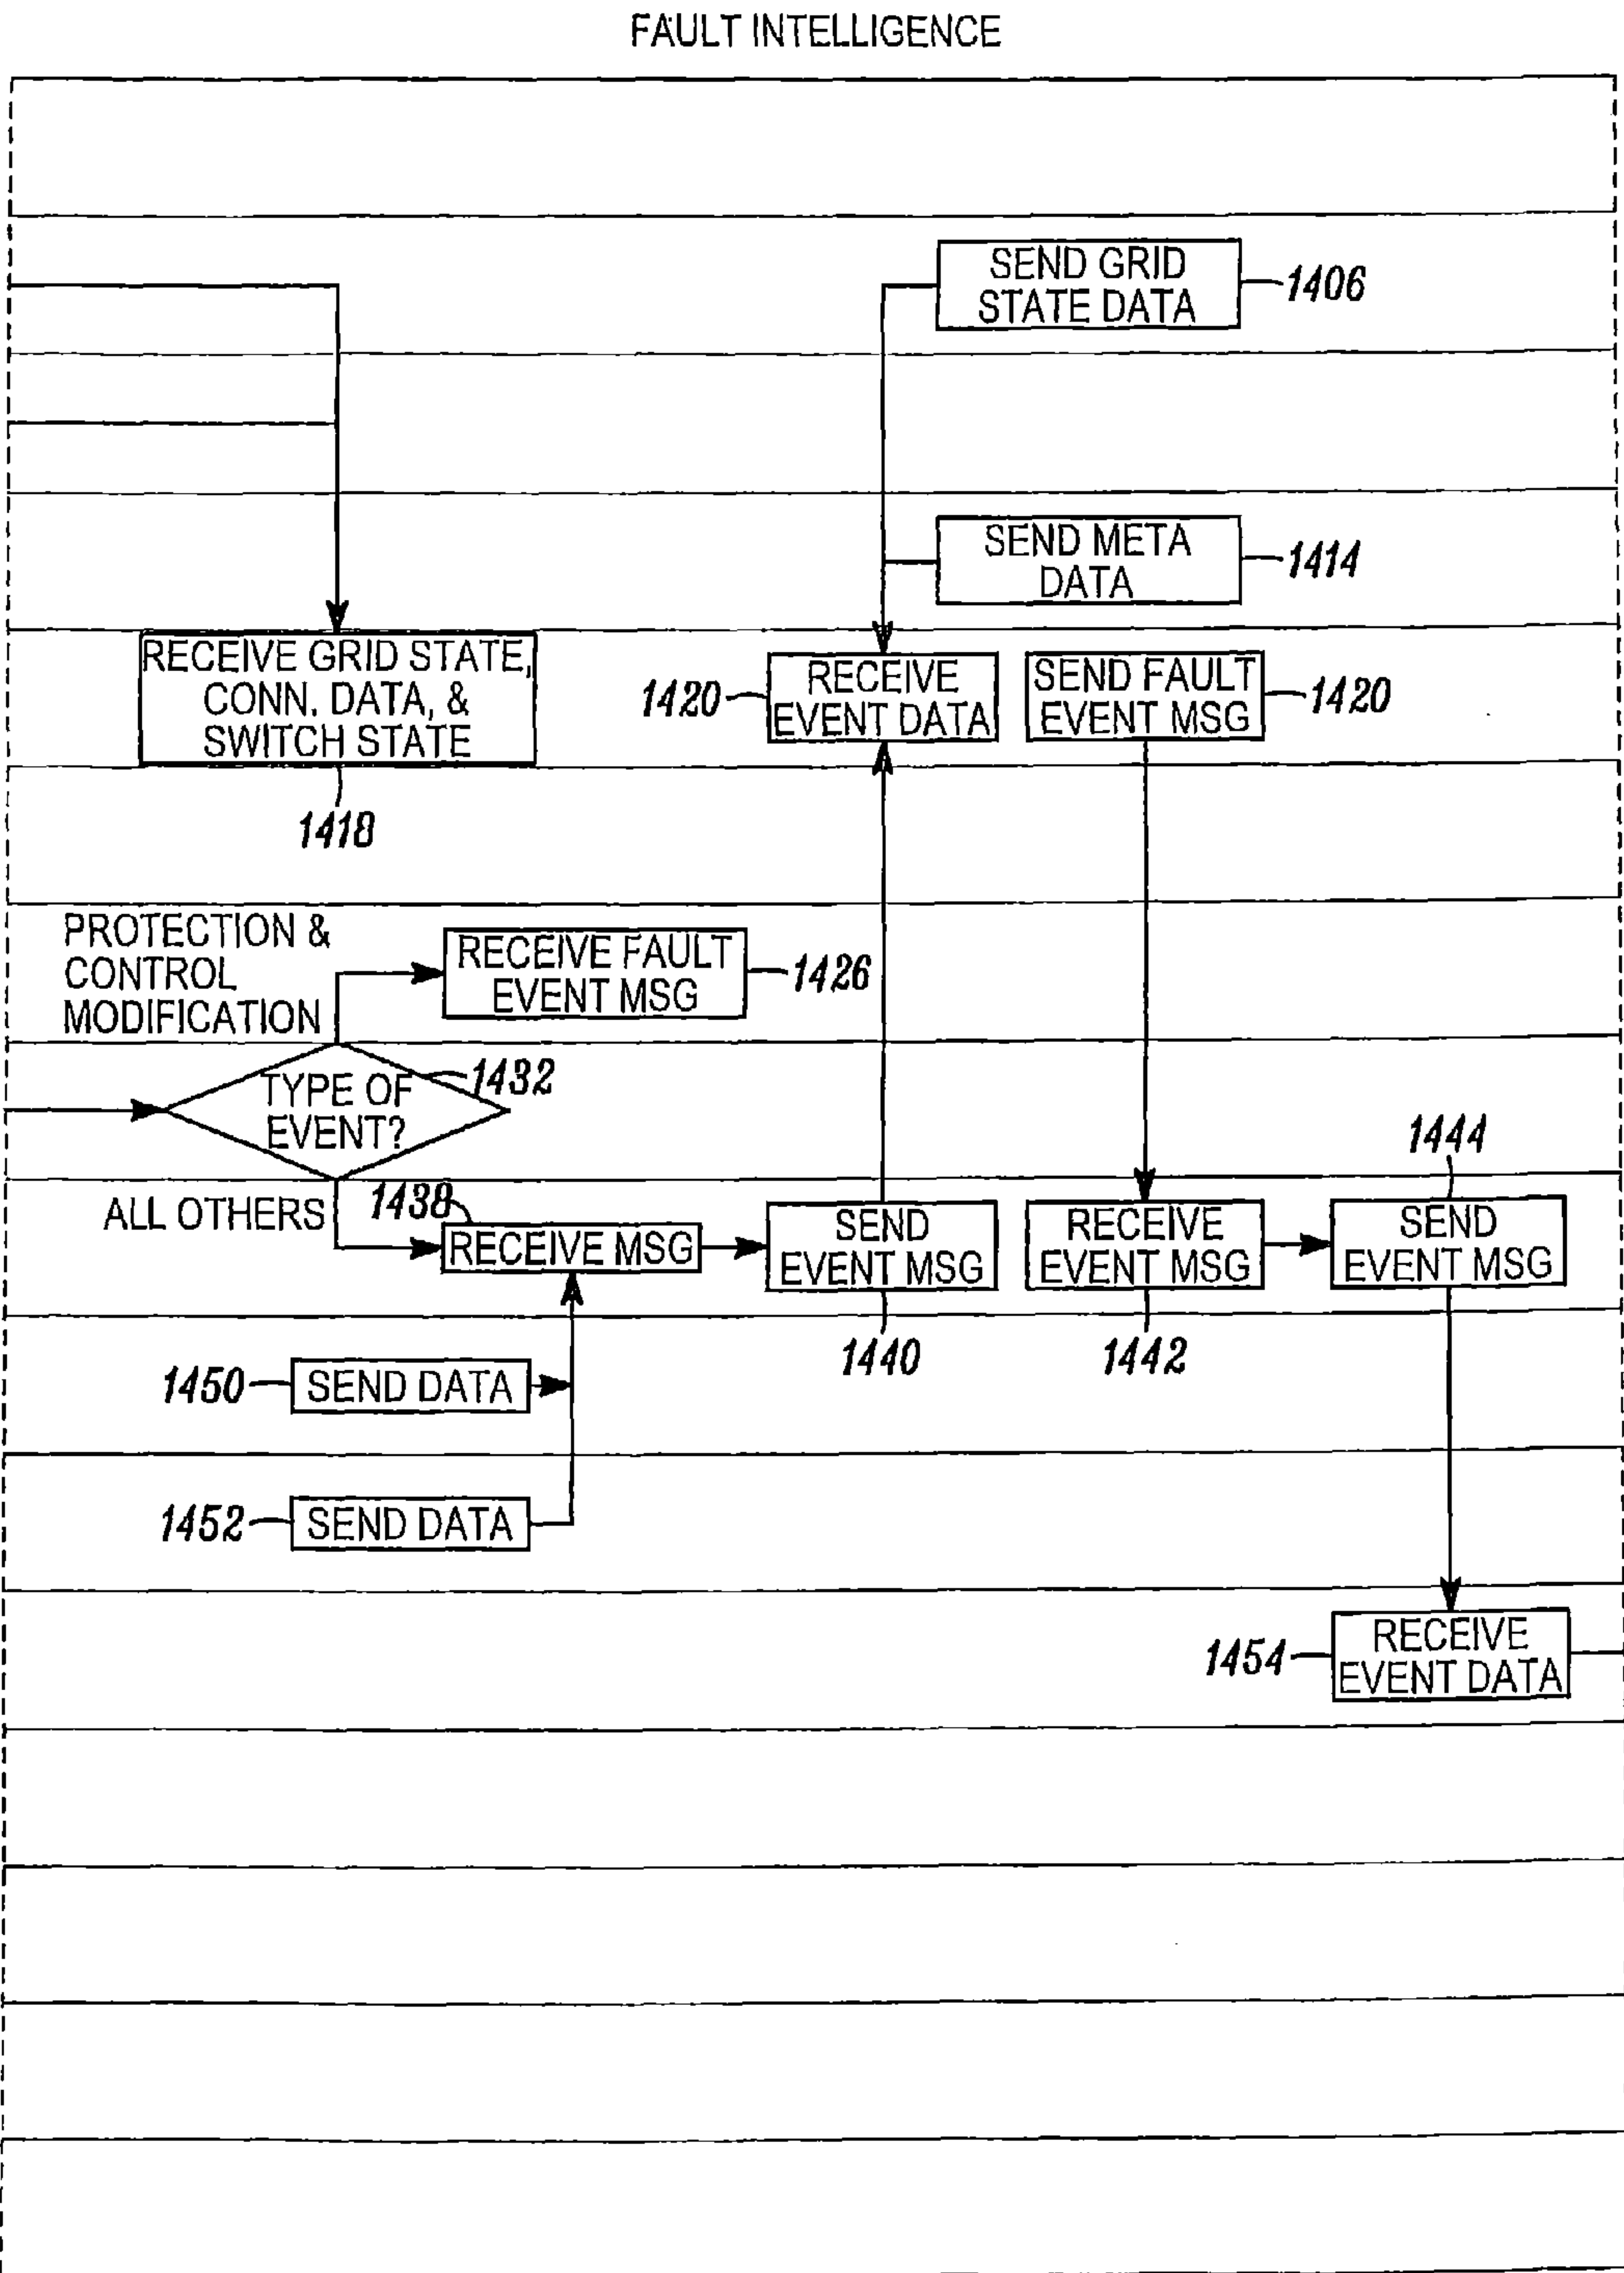 FAULT INTELLIGENCE
SEND GRID
STATE DATA
1406
SEND META
DATA
1414
RECEIVE GRID STATE,
CONN. DATA, &
SWITCH STATE
1418
1420
RECEIVE
EVENT DATA
SEND FAULT
EVENT MSG
1420
PROTECTION &
CONTROL
MODIFICATION
RECEIVE FAULT
EVENT MSG
1426
TYPE OF
EVENT?
1432
ALL OTHERS
1438
RECEIVE MSG
SEND
EVENT MSG
1440
RECEIVE
EVENT MSG
1442
1444
SEND
EVENT MSG
1450
SEND DATA
1452
SEND DATA
1454
RECEIVE
EVENT DATA